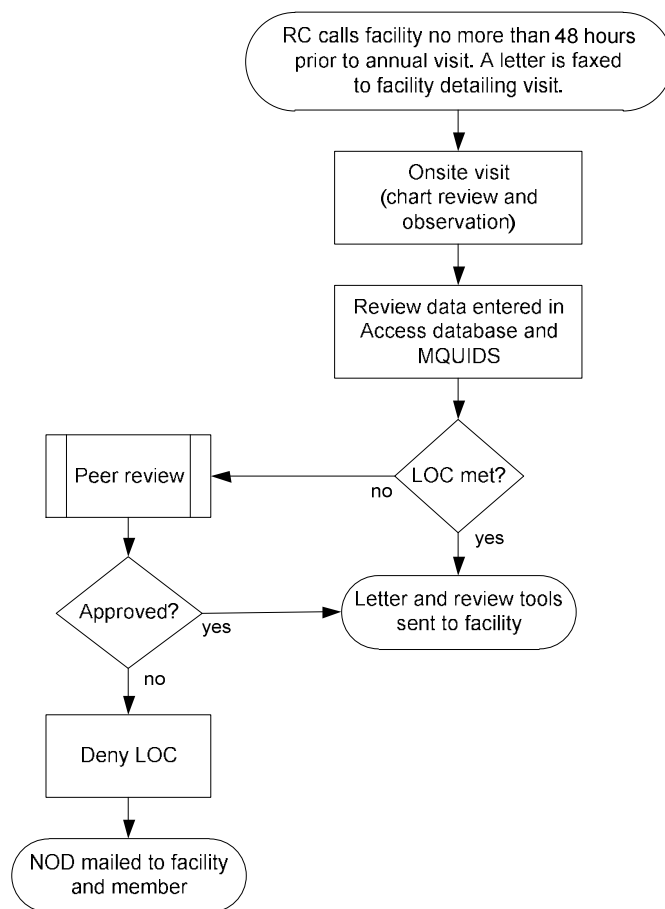 RC calls facility no more than 48 hours
prior to annual visit. A letter is faxed
to facility detailing visit.
Onsite visit
(chart review and
observation)
Review data entered in
Access database and
MQUIDS
LOC met?
no
yes
Peer review
Approved?
yes
no
Letter and review tools
sent to facility
Deny LOC
NOD mailed to facility
and member